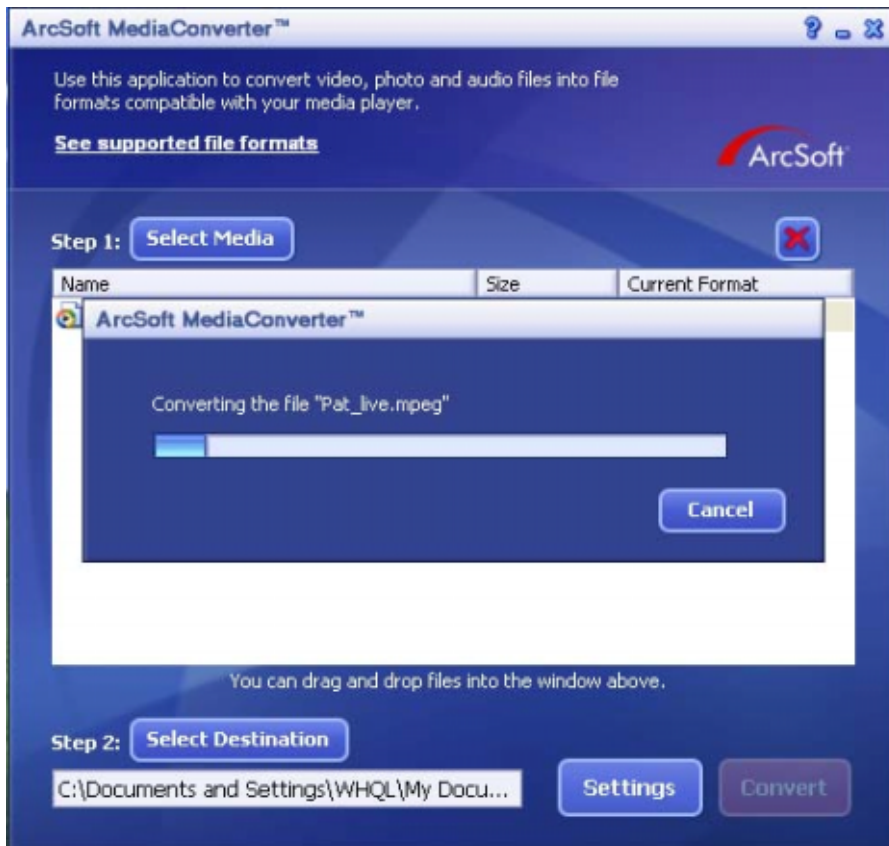 ArcSoft MediaConverter™
Use this application to convert video, photo and audio files into file
formats compatible with your media player.
See supported file formats
ArcSoft
Step 1: Select Media
Name Size Current Format
ArcSoft MediaConverter™
Converting the file "Pat_live.mpeg"
Cancel
You can drag and drop files into the window above.
Step 2: Select Destination
C:\Documents and Settings\WHQL\My Docu...
Settings Convert